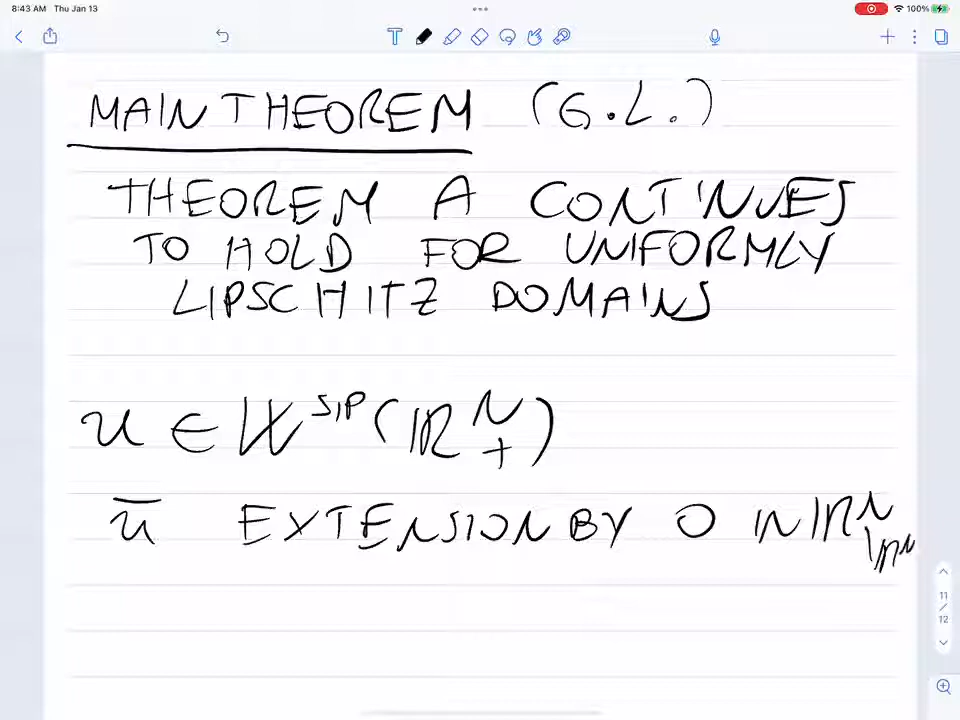 8:43 AM Thu Jan 13
100%
MAIN THEOREM (G.L.)
THEOREM A CONTINUES
TO HOLD FOR UNIFORMLY
LIPSCHITZ DOMAINS
u ∈ W^{s,p}(ℝ^N_+)
ū EXTENSION BY 0 IN ℝ^N \ ℝ^N
11
/
12